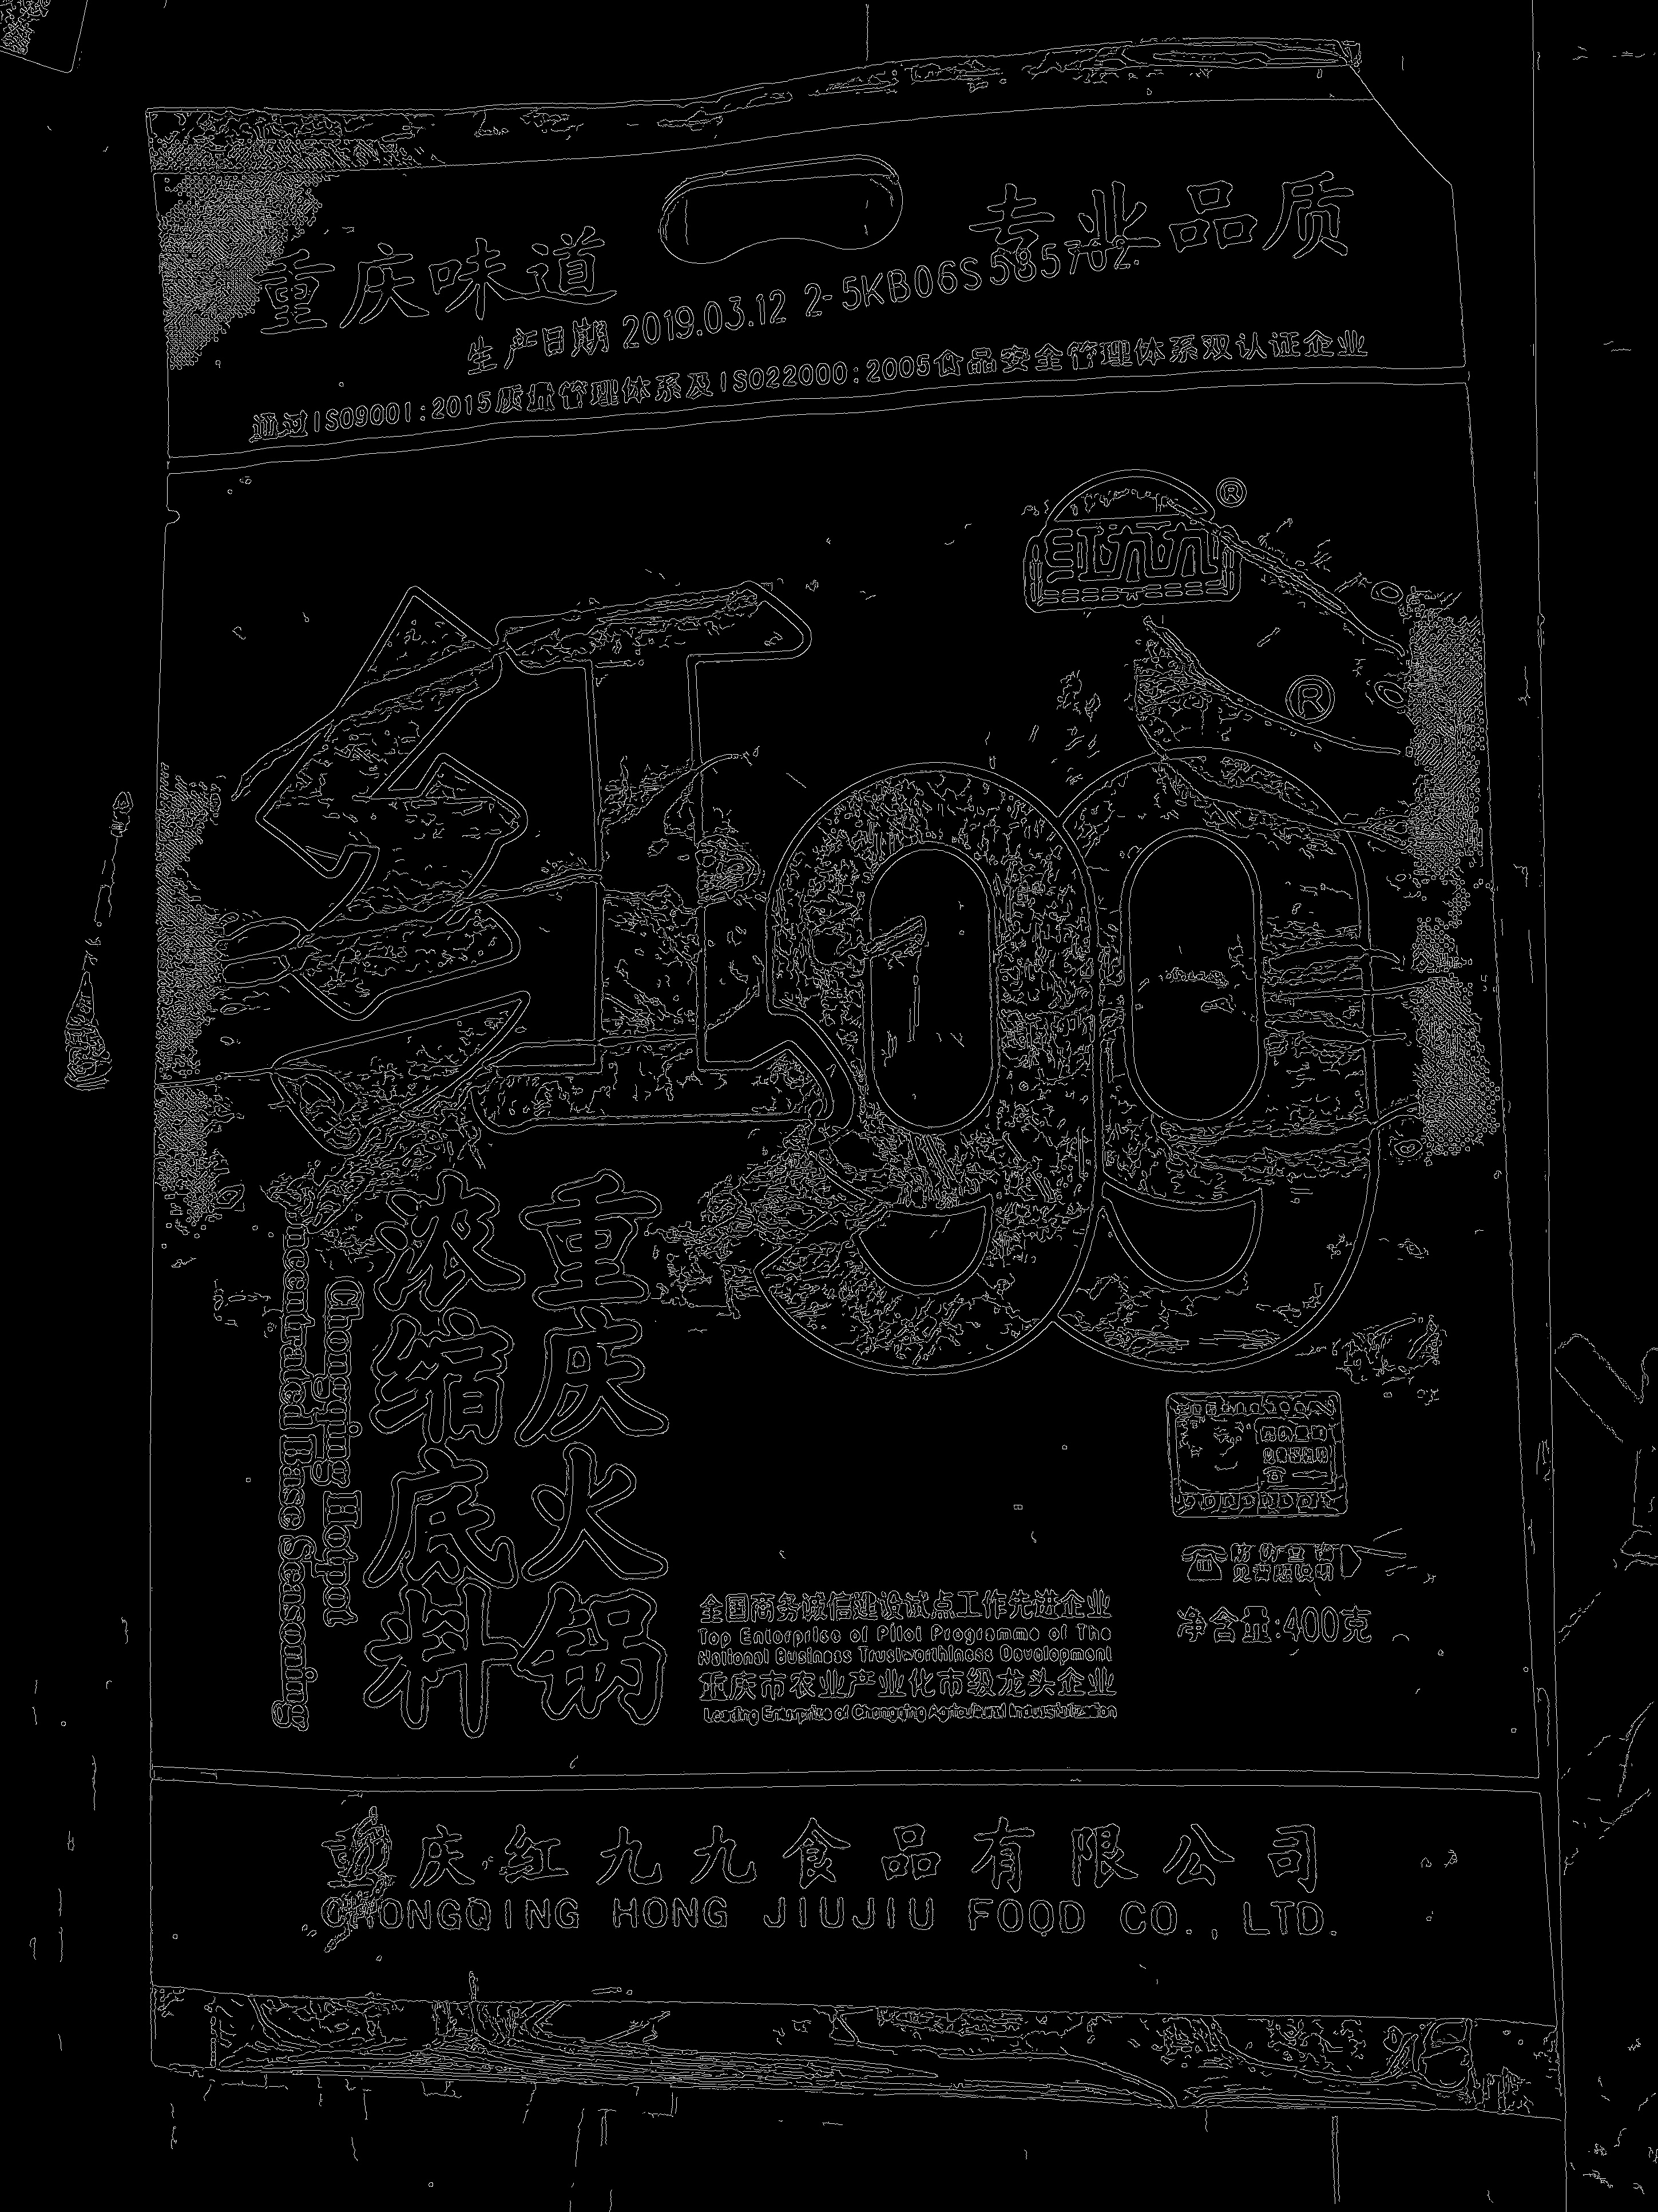 重庆味道
专业品质
生产日期 2019.03.12 2-5KB06S 585702
通过ISO9001:2015质量管理体系及ISO22000:2005食品安全管理体系双认证企业
红九九®
红99®
重庆火锅
浓缩底料
Chongqing Hotpot
Concentrated Base Seasoning
全国商务诚信建设试点工作先进企业
Top Enterprise of Pilot Programme of The
National Business Trustworthiness Development
重庆市农业产业化市级龙头企业
Leading Enterprise of Chongqing Agricultural Industrialization
净含量:400克
重庆红九九食品有限公司
CHONGQING HONG JIUJIU FOOD CO., LTD.